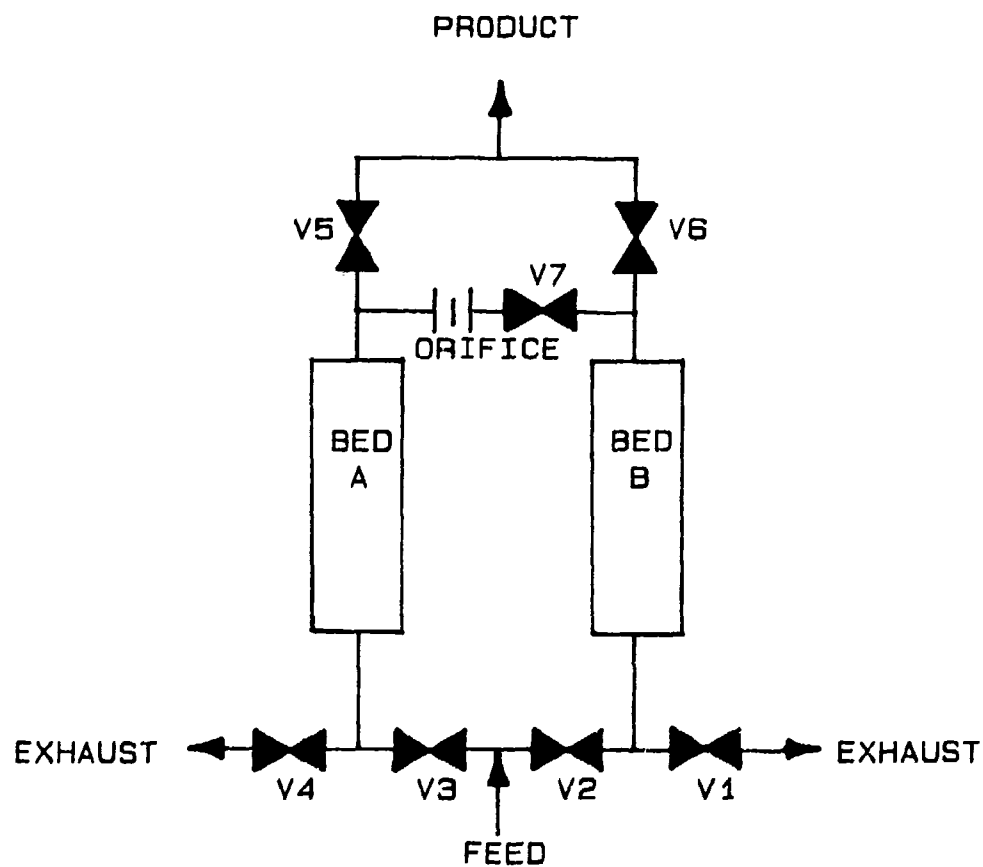 PRODUCT
V5
V6
V7
ORIFICE
BED
A
BED
B
EXHAUST
EXHAUST
V4
V3
V2
V1
FEED